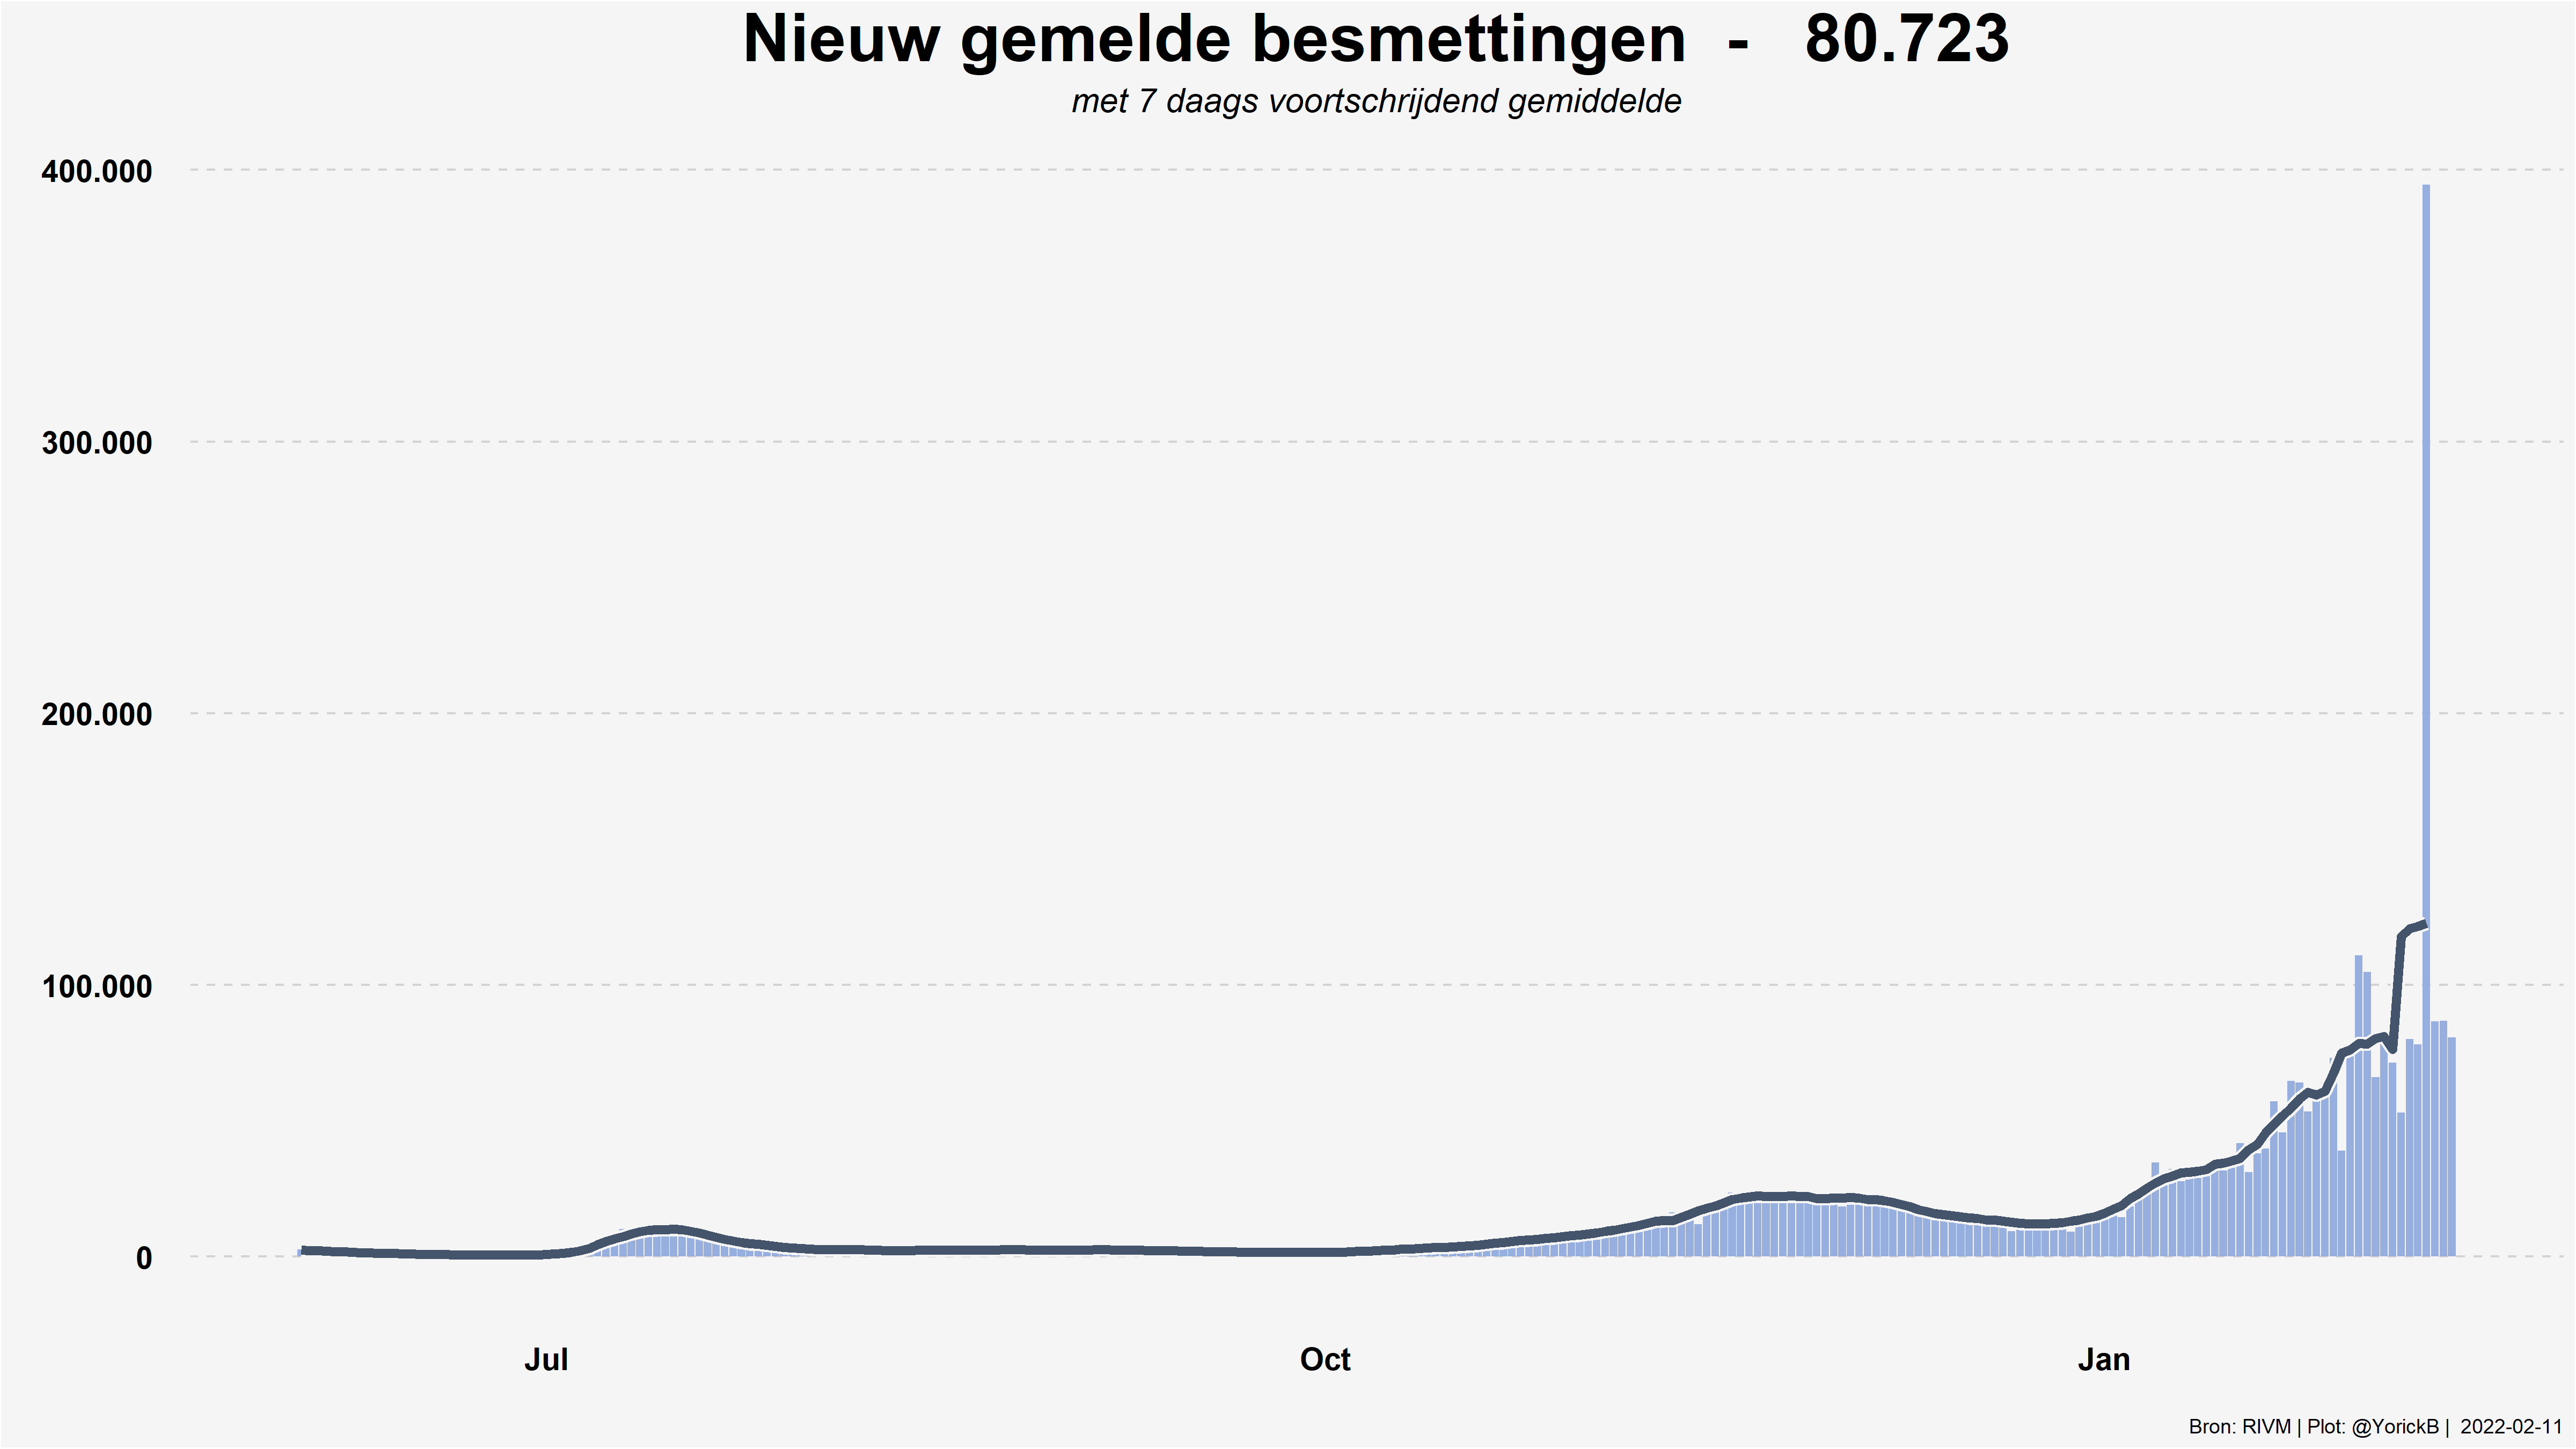 Nieuw gemelde besmettingen - 80.723
met 7 daags voortschrijdend gemiddelde
400.000
300.000
200.000
100.000
0
Jul Oct Jan
Bron: RIVM | Plot: @YorickB | 2022-02-11